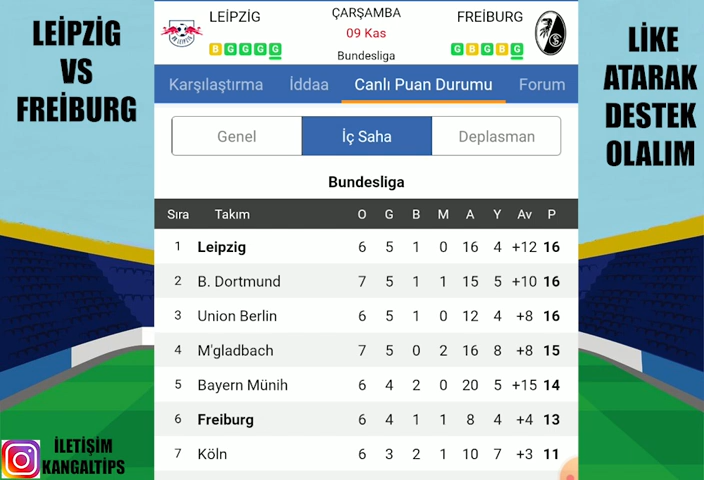 LEİPZİG
VS
FREİBURG
LEİPZİG
B G G G G
ÇARŞAMBA
09 Kas
Bundesliga
FREİBURG
G B G B G
LİKE
ATARAK
DESTEK
OLALIM
Karşılaştırma İddaa Canlı Puan Durumu Forum
Genel İç Saha Deplasman
Bundesliga
Sıra Takım O G B M A Y Av P
1 Leipzig 6 5 1 0 16 4 +12 16
2 B. Dortmund 7 5 1 1 15 5 +10 16
3 Union Berlin 6 5 1 0 12 4 +8 16
4 M'gladbach 7 5 0 2 16 8 +8 15
5 Bayern Münih 6 4 2 0 20 5 +15 14
6 Freiburg 6 4 1 1 8 4 +4 13
7 Köln 6 3 2 1 10 7 +3 11
İLETİŞİM
KANGALTİPS